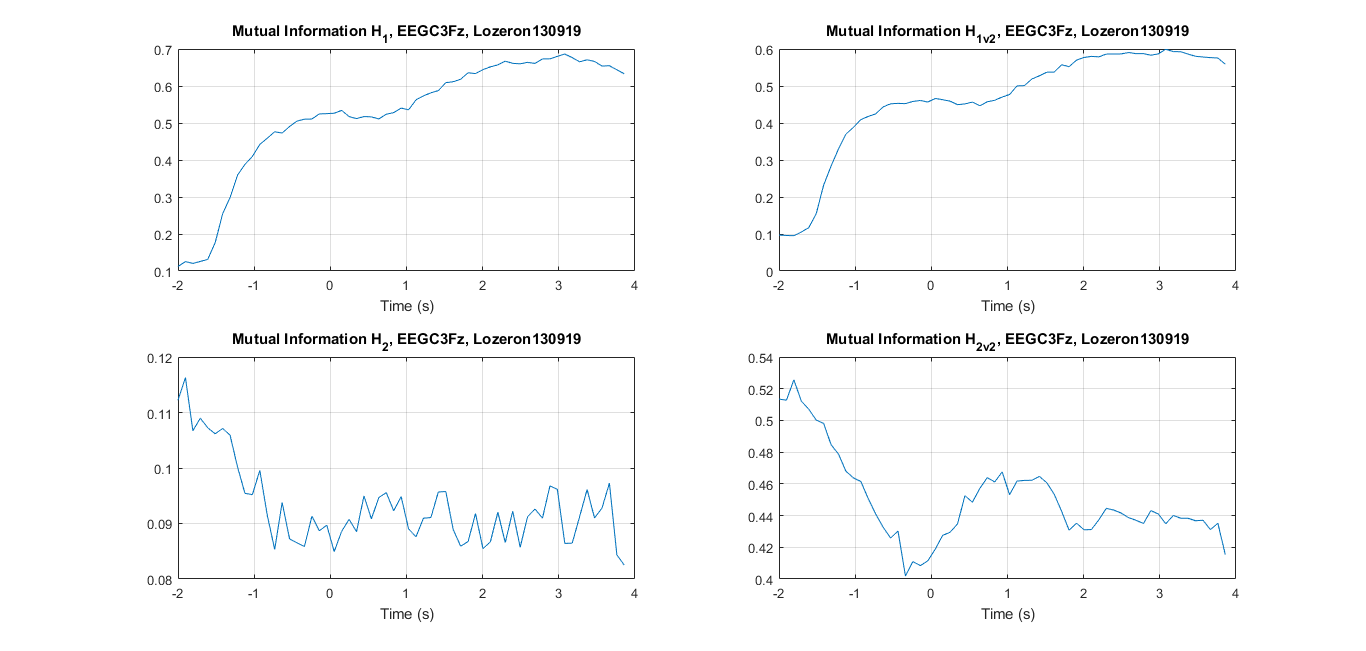 Mutual Information H1, EEGC3Fz, Lozeron130919
0.7
0.6
0.5
0.4
0.3
0.2
0.1
-2 -1 0 1 2 3 4
Time (s)
Mutual Information H1v2, EEGC3Fz, Lozeron130919
0.6
0.5
0.4
0.3
0.2
0.1
0
-2 -1 0 1 2 3 4
Time (s)
Mutual Information H2, EEGC3Fz, Lozeron130919
0.12
0.11
0.1
0.09
0.08
-2 -1 0 1 2 3 4
Time (s)
Mutual Information H2v2, EEGC3Fz, Lozeron130919
0.54
0.52
0.5
0.48
0.46
0.44
0.42
0.4
-2 -1 0 1 2 3 4
Time (s)